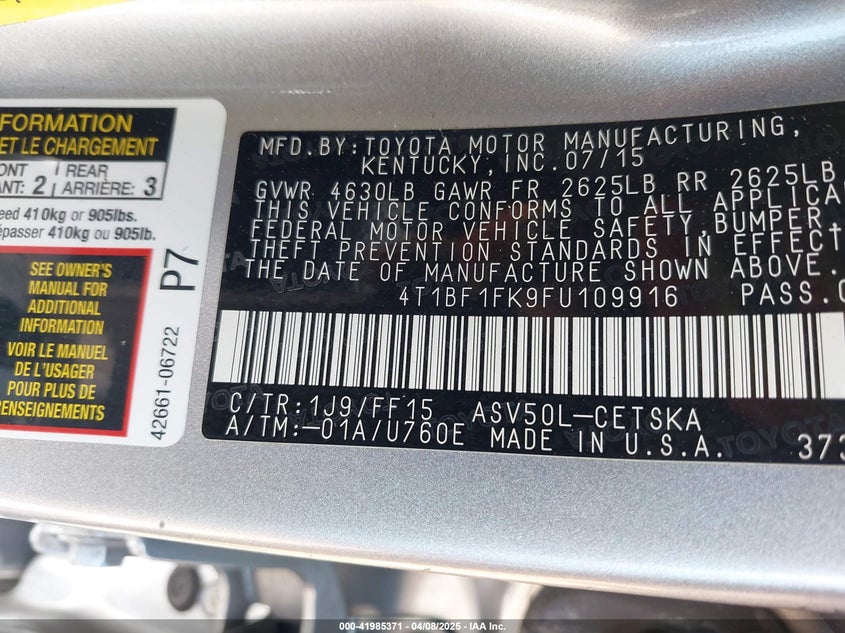 FORMATION
ET LE CHARGEMENT
ONT REAR
ANT: 2 ARRIÈRE: 3
eed 410kg or 905lbs.
épasser 410 kg ou 905lb.
SEE OWNER'S
MANUAL FOR
ADDITIONAL
INFORMATION
VOIR LE MANUEL
DE L'USAGER
POUR PLUS DE
RENSEIGNEMENTS
P7
42661-06722
MFD.BY:TOYOTA MOTOR MANUFACTURING,
KENTUCKY,INC.07/15
GVWR 4630LB GAWR FR 2625LB RR 2625LB
THIS VEHICLE CONFORMS TO ALL APPLICA
FEDERAL MOTOR VEHICLE SAFETY,BUMPER,
THEFT PREVENTION STANDARDS IN EFFECT
THE DATE OF MANUFACTURE SHOWN ABOVE.
4T1BF1FK9FU109916 PASS.C
C/TR:1J9/FF15 ASV50L-CETSKA
A/TM:-01A/U760E MADE IN U.S.A. 373
000-41985371 | 04/08/2025 - IAA Inc.